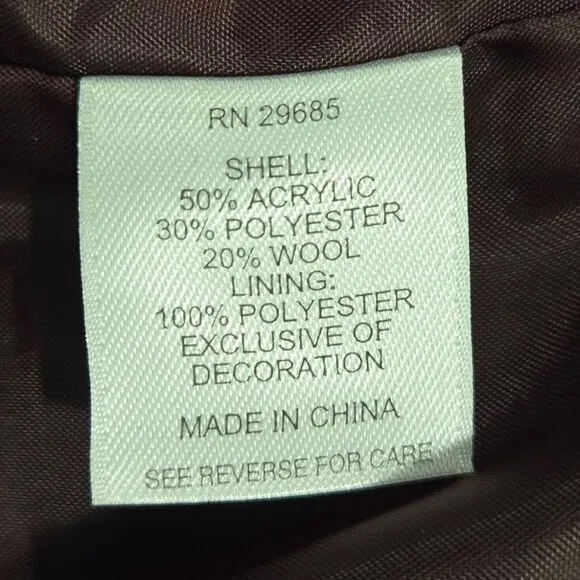 RN 29685
SHELL:
50% ACRYLIC
30% POLYESTER
20% WOOL
LINING:
100% POLYESTER
EXCLUSIVE OF
DECORATION
MADE IN CHINA
SEE REVERSE FOR CARE